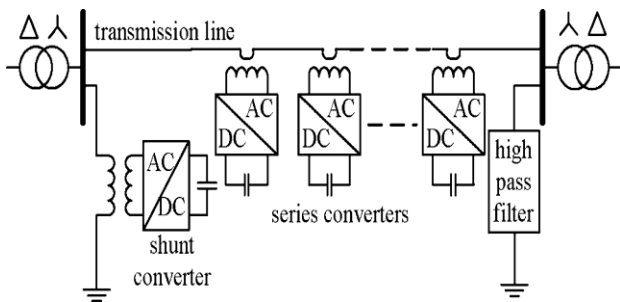 Δ Y
transmission line
Y Δ
AC
DC
AC
DC
AC
DC
AC
DC
shunt
converter
series converters
high
pass
filter